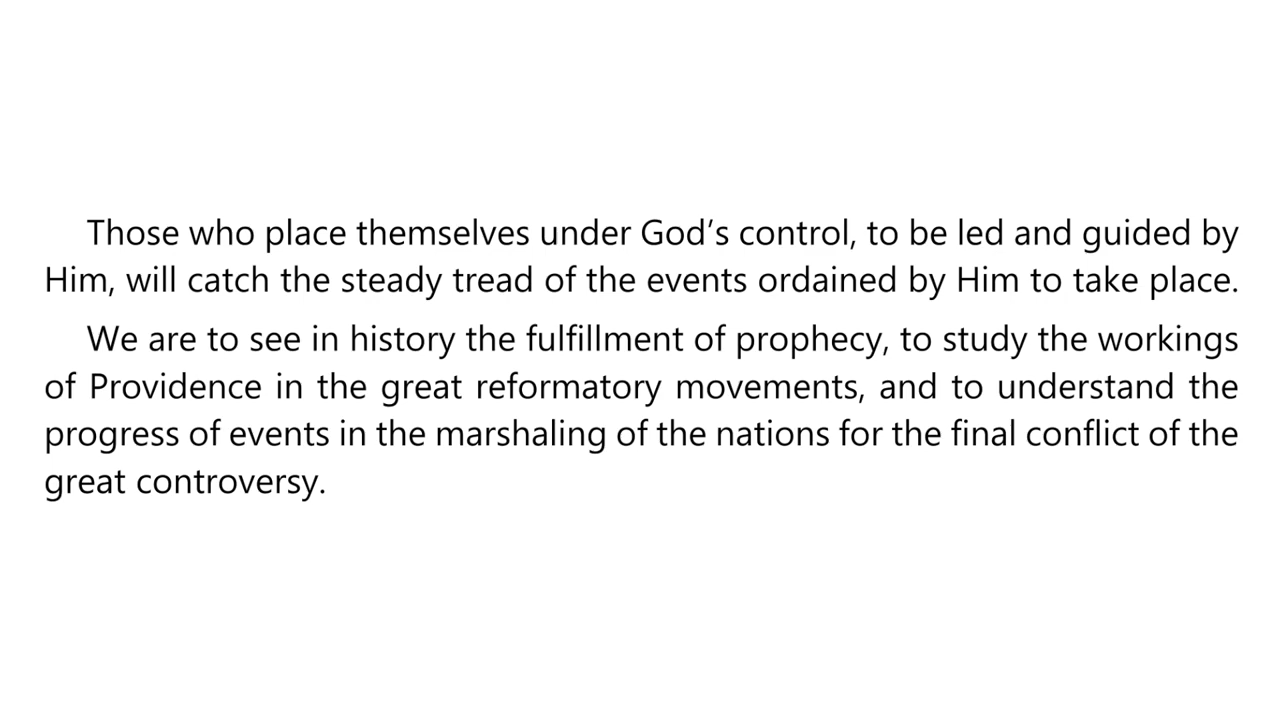 Those who place themselves under God’s control, to be led and guided by
Him, will catch the steady tread of the events ordained by Him to take place.
We are to see in history the fulfillment of prophecy, to study the workings
of Providence in the great reformatory movements, and to understand the
progress of events in the marshaling of the nations for the final conflict of the
great controversy.